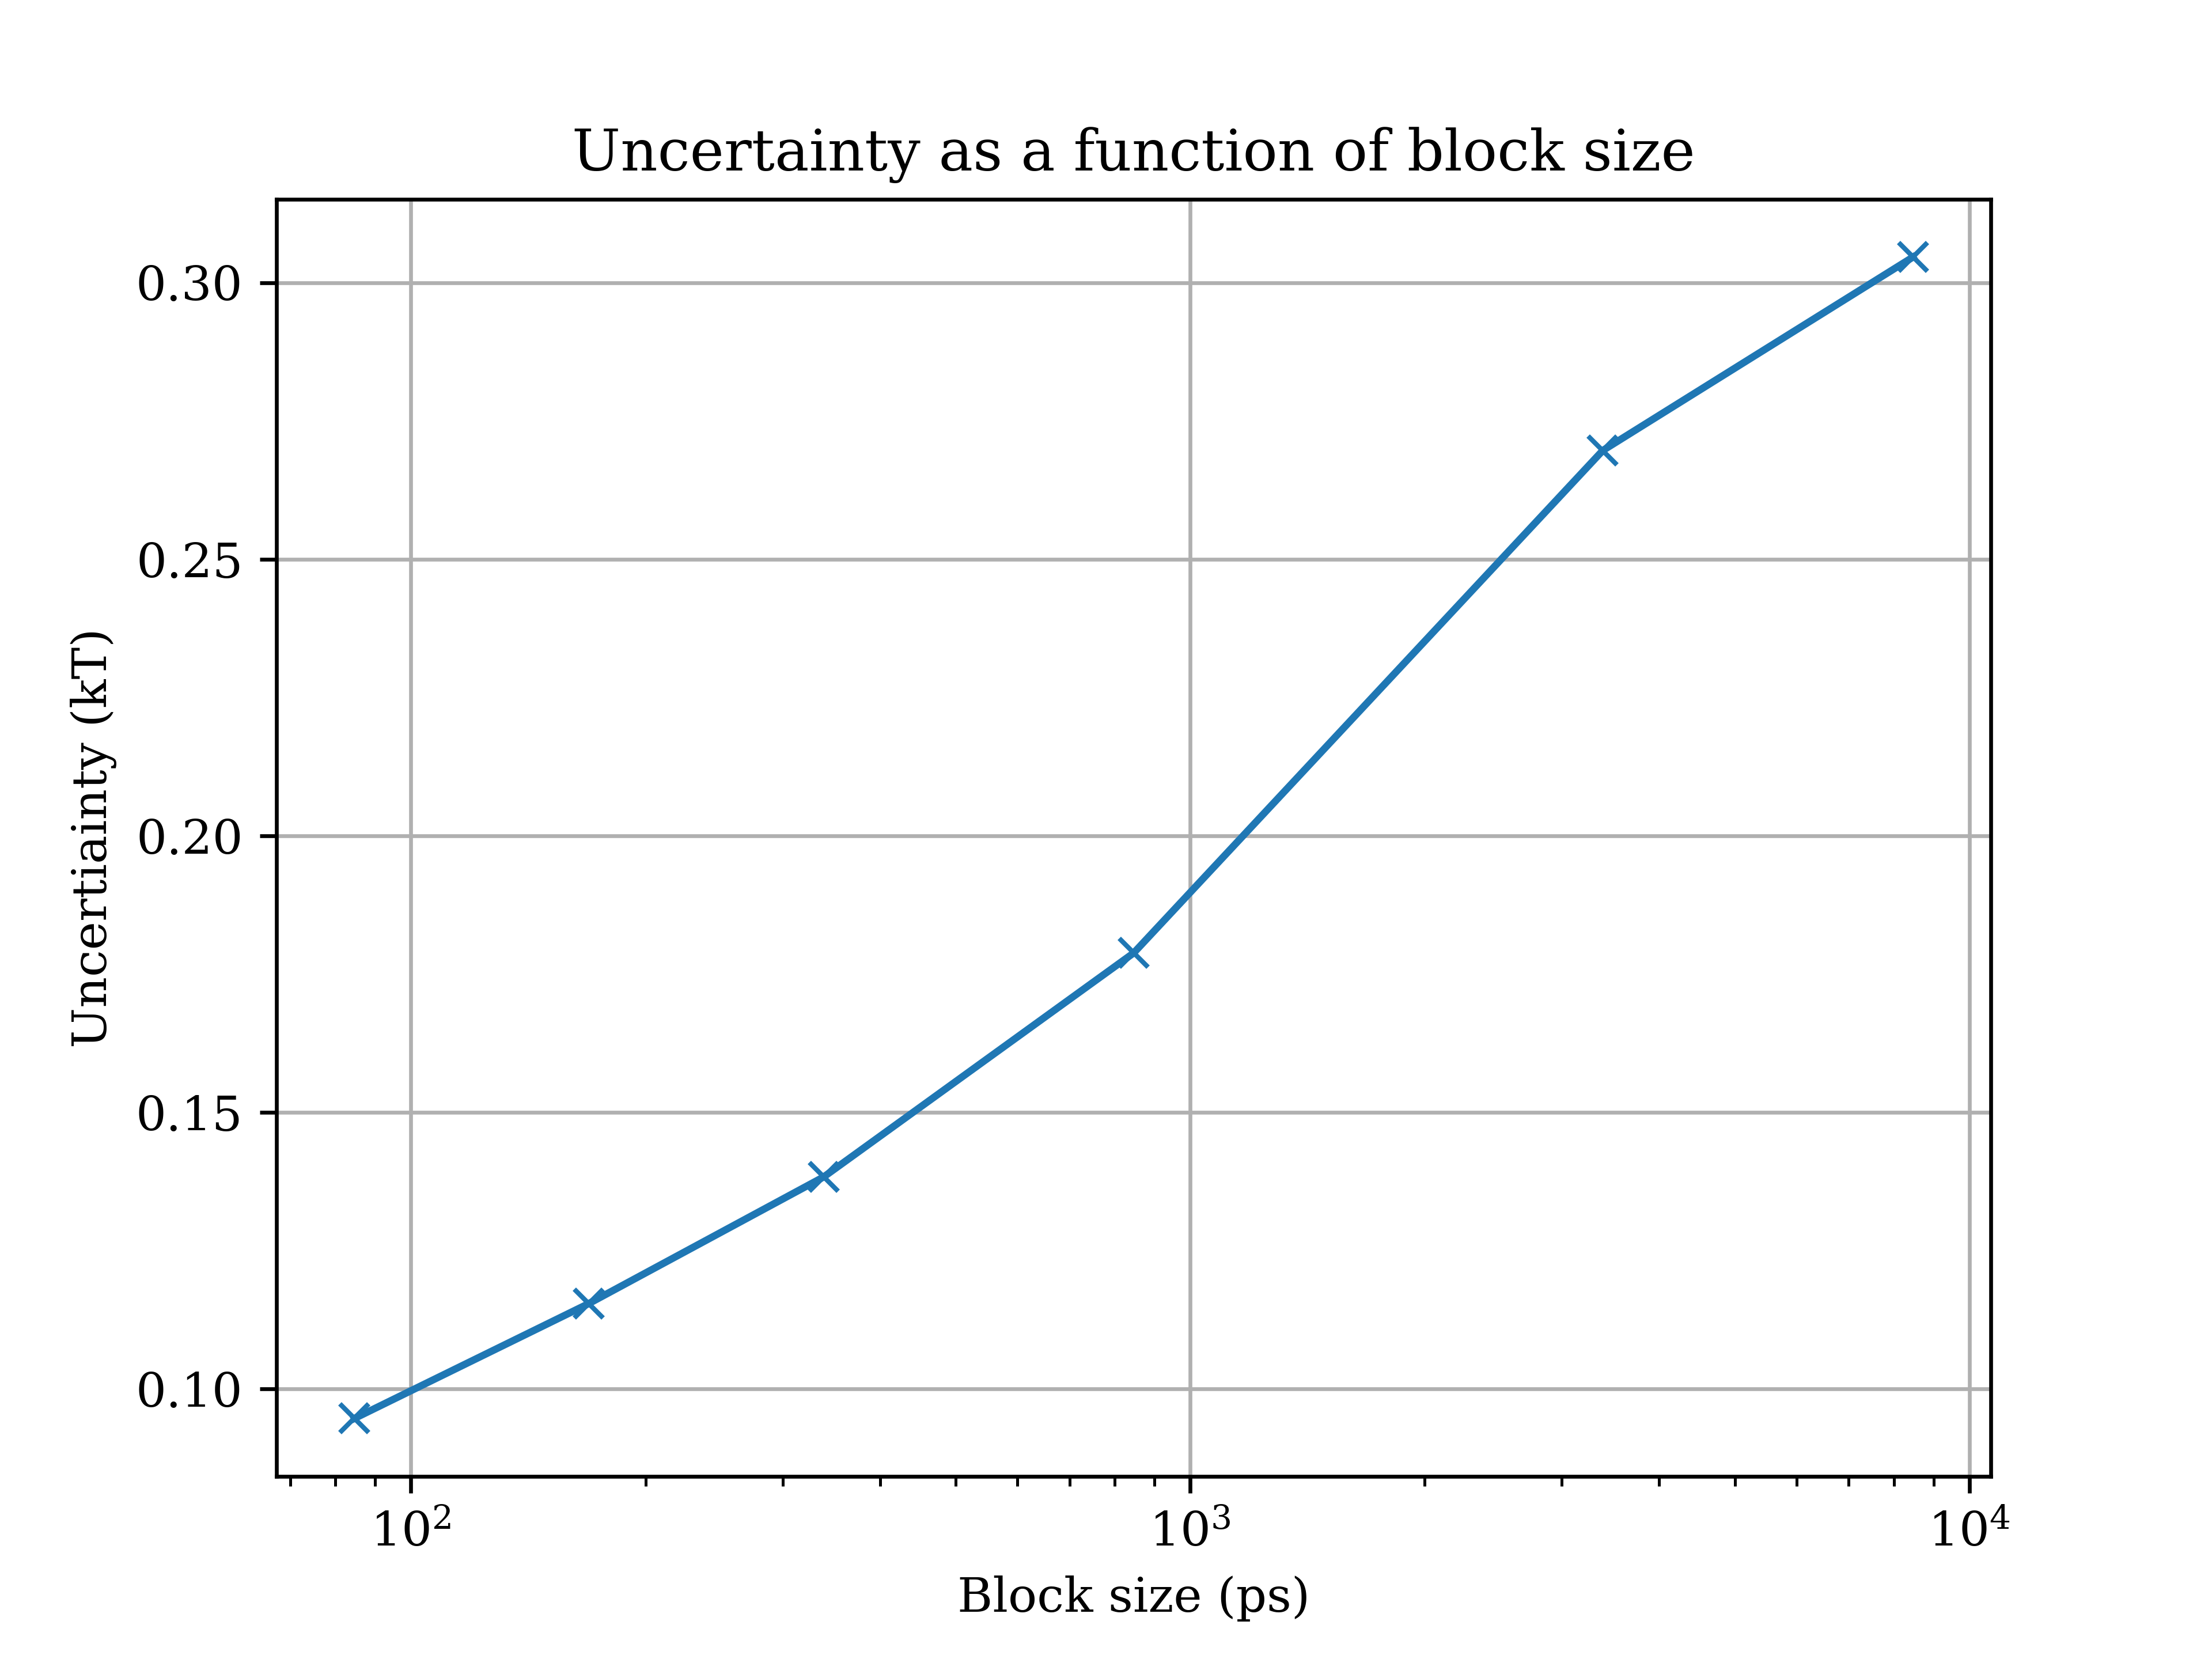 Uncertainty as a function of block size
0.30
0.25
0.20
0.15
0.10
Uncertiainty (kT)
10²
10³
10⁴
Block size (ps)